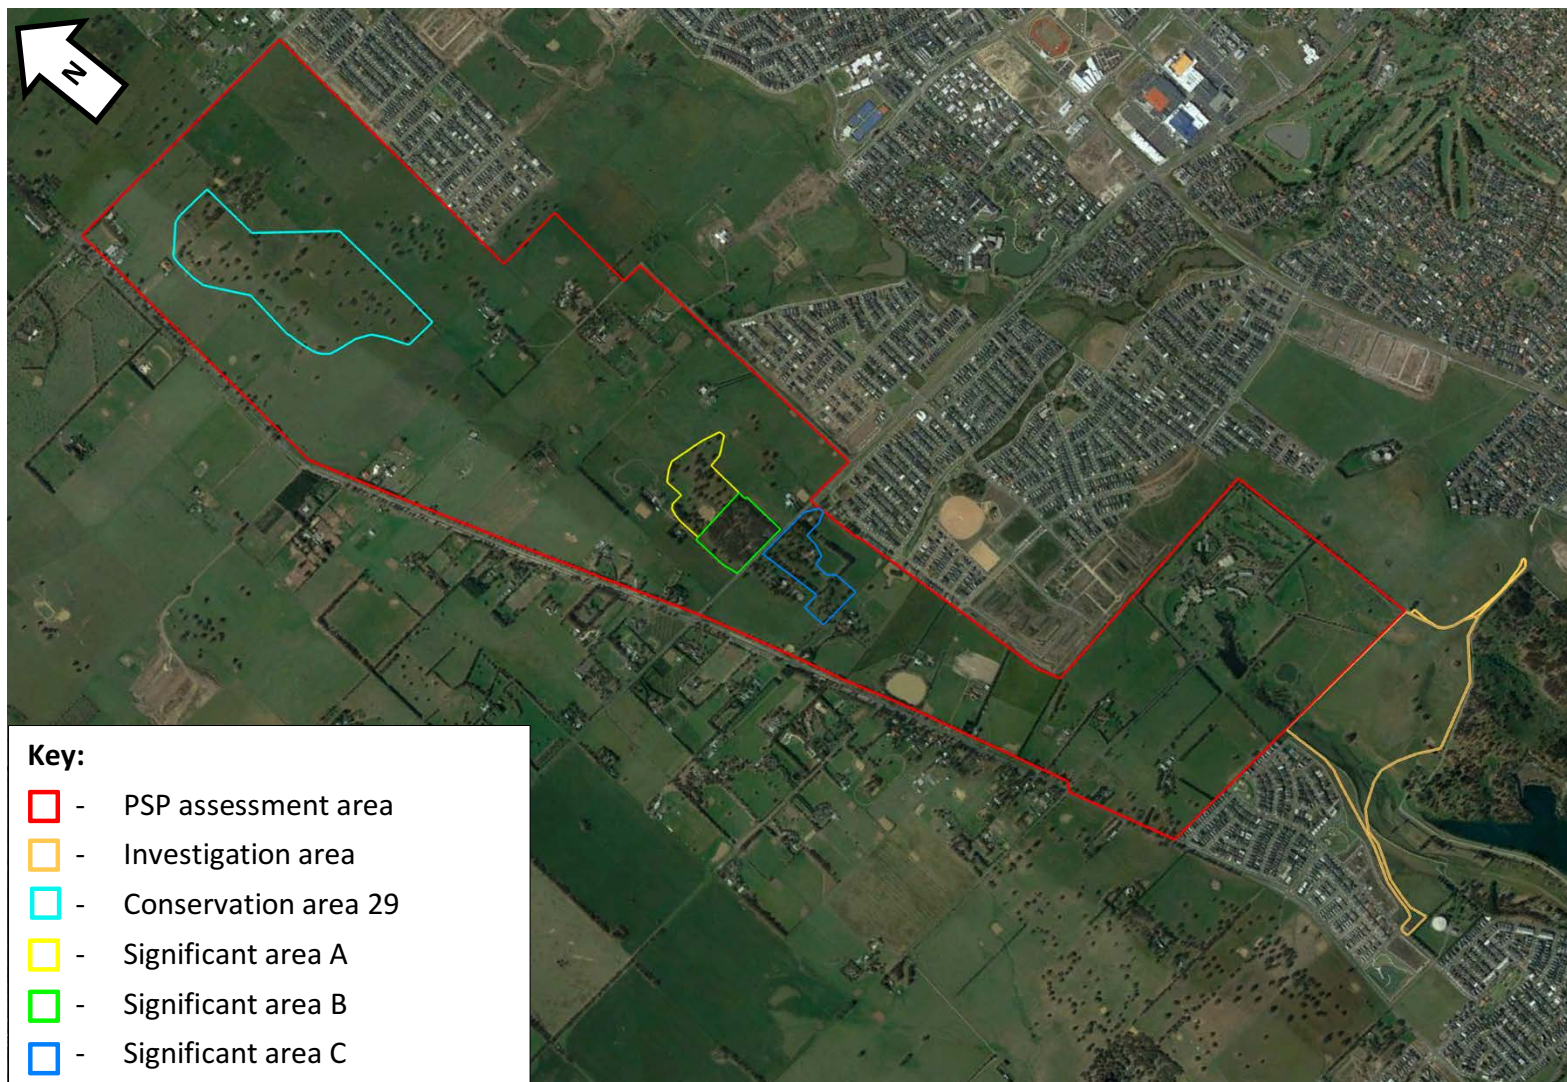 N
Key:
- PSP assessment area
- Investigation area
- Conservation area 29
- Significant area A
- Significant area B
- Significant area C